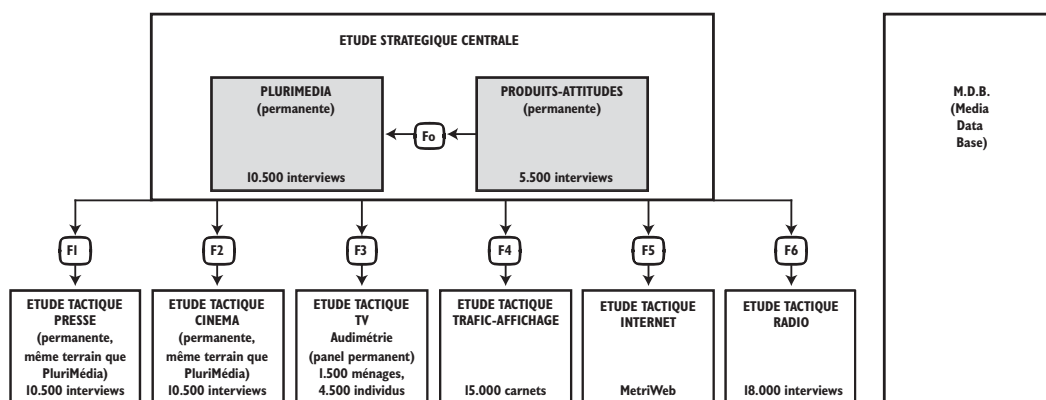 ETUDE STRATEGIQUE CENTRALE
PLURIMEDIA
(permanente)
10.500 interviews
Fo
PRODUITS-ATTITUDES
(permanente)
5.500 interviews
M.D.B.
(Media
Data
Base)
F1
F2
F3
F4
F5
F6
ETUDE TACTIQUE
PRESSE
(permanente,
même terrain que
PluriMédia)
10.500 interviews
ETUDE TACTIQUE
CINEMA
(permanente,
même terrain que
PluriMédia)
10.500 interviews
ETUDE TACTIQUE
TV
Audimétrie
(panel permanent)
1.500 ménages,
4.500 individus
ETUDE TACTIQUE
TRAFIC-AFFICHAGE
15.000 carnets
ETUDE TACTIQUE
INTERNET
MetriWeb
ETUDE TACTIQUE
RADIO
18.000 interviews